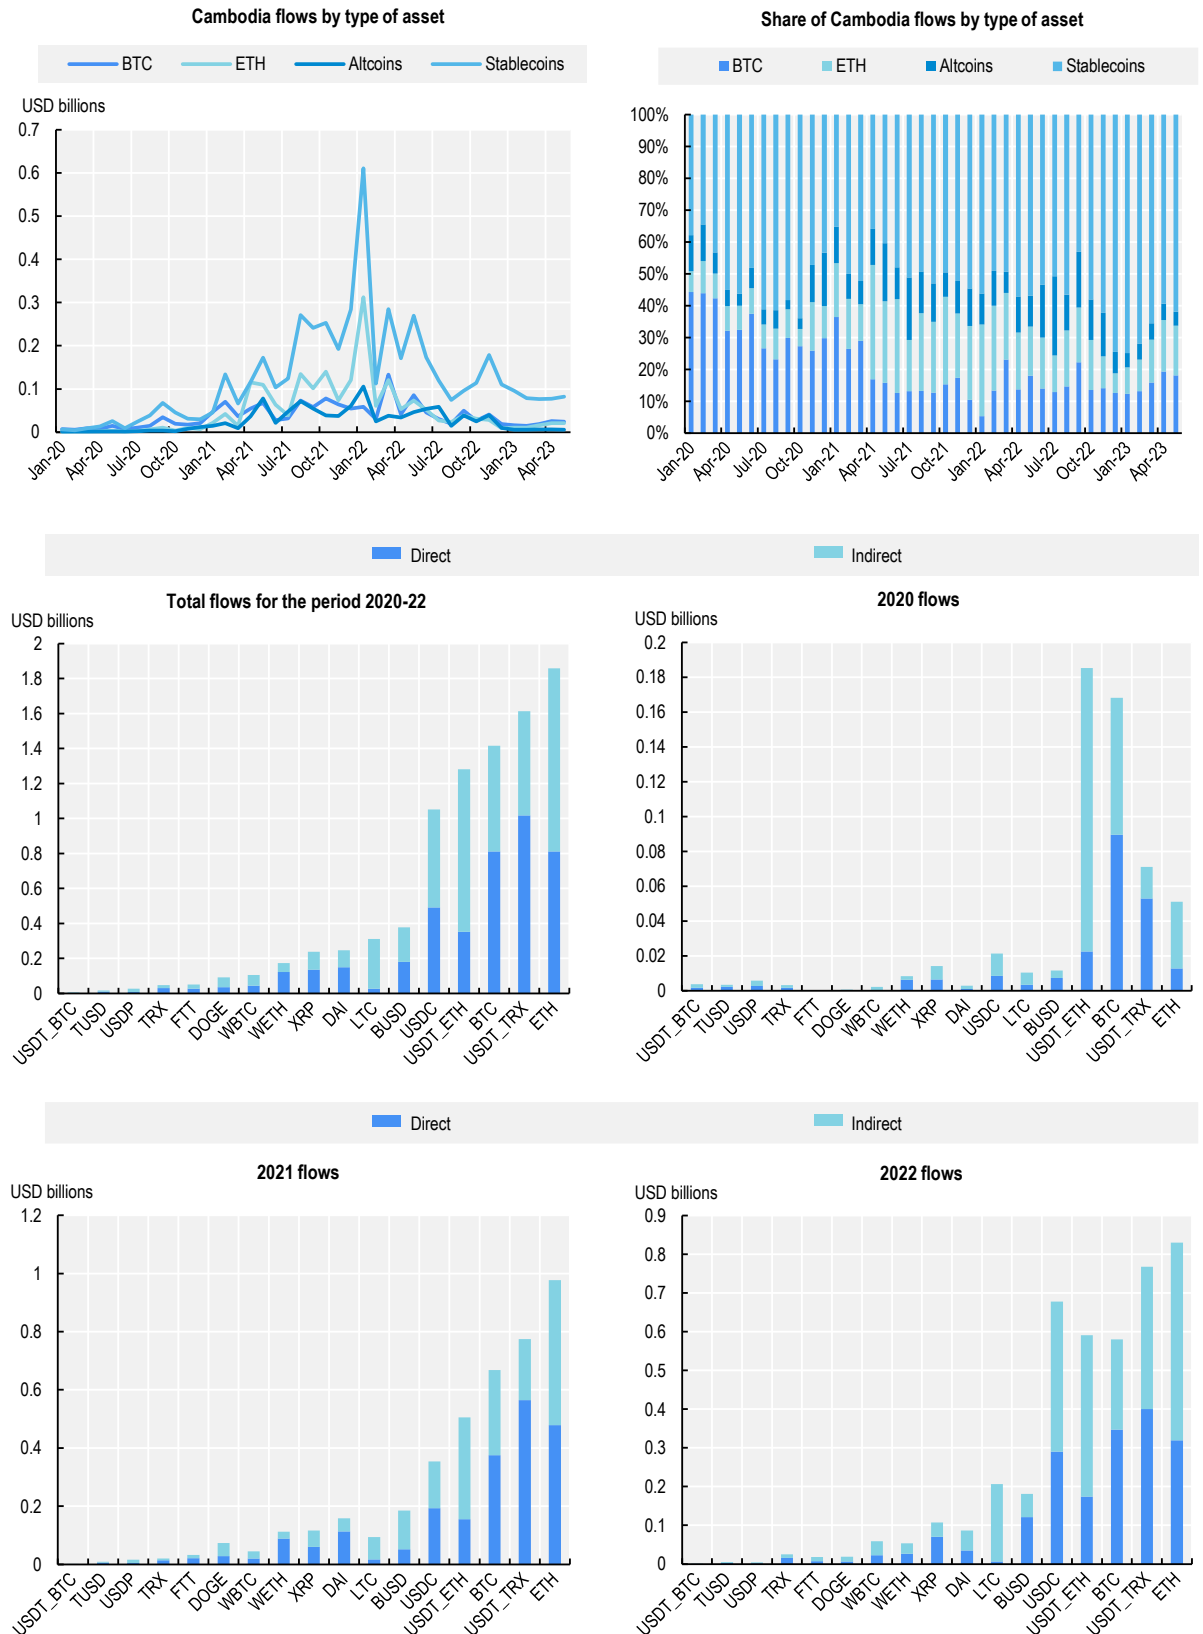 Cambodia flows by type of asset
BTC ETH Altcoins Stablecoins
USD billions
0.7
0.6
0.5
0.4
0.3
0.2
0.1
0
Jan-20 Apr-20 Jul-20 Oct-20 Jan-21 Apr-21 Jul-21 Oct-21 Jan-22 Apr-22 Jul-22 Oct-22 Jan-23 Apr-23
Share of Cambodia flows by type of asset
BTC ETH Altcoins Stablecoins
100%
90%
80%
70%
60%
50%
40%
30%
20%
10%
0%
Jan-20 Apr-20 Jul-20 Oct-20 Jan-21 Apr-21 Jul-21 Oct-21 Jan-22 Apr-22 Jul-22 Oct-22 Jan-23 Apr-23
Direct Indirect
Total flows for the period 2020-22
USD billions
2
1.8
1.6
1.4
1.2
1
0.8
0.6
0.4
0.2
0
USDT_BTC TUSD USDP TRX FTT DOGE WBTC WETH XRP DAI LTC BUSD USDC USDT_ETH BTC USDT_TRX ETH
2020 flows
USD billions
0.2
0.18
0.16
0.14
0.12
0.1
0.08
0.06
0.04
0.02
0
USDT_BTC TUSD USDP TRX FTT DOGE WBTC WETH XRP DAI USDC LTC BUSD USDT_ETH BTC USDT_TRX ETH
Direct Indirect
2021 flows
USD billions
1.2
1
0.8
0.6
0.4
0.2
0
USDT_BTC TUSD USDP TRX FTT DOGE WBTC WETH XRP DAI LTC BUSD USDC USDT_ETH BTC USDT_TRX ETH
2022 flows
USD billions
0.9
0.8
0.7
0.6
0.5
0.4
0.3
0.2
0.1
0
USDT_BTC TUSD USDP TRX FTT DOGE WBTC WETH XRP DAI LTC BUSD USDC USDT_ETH BTC USDT_TRX ETH